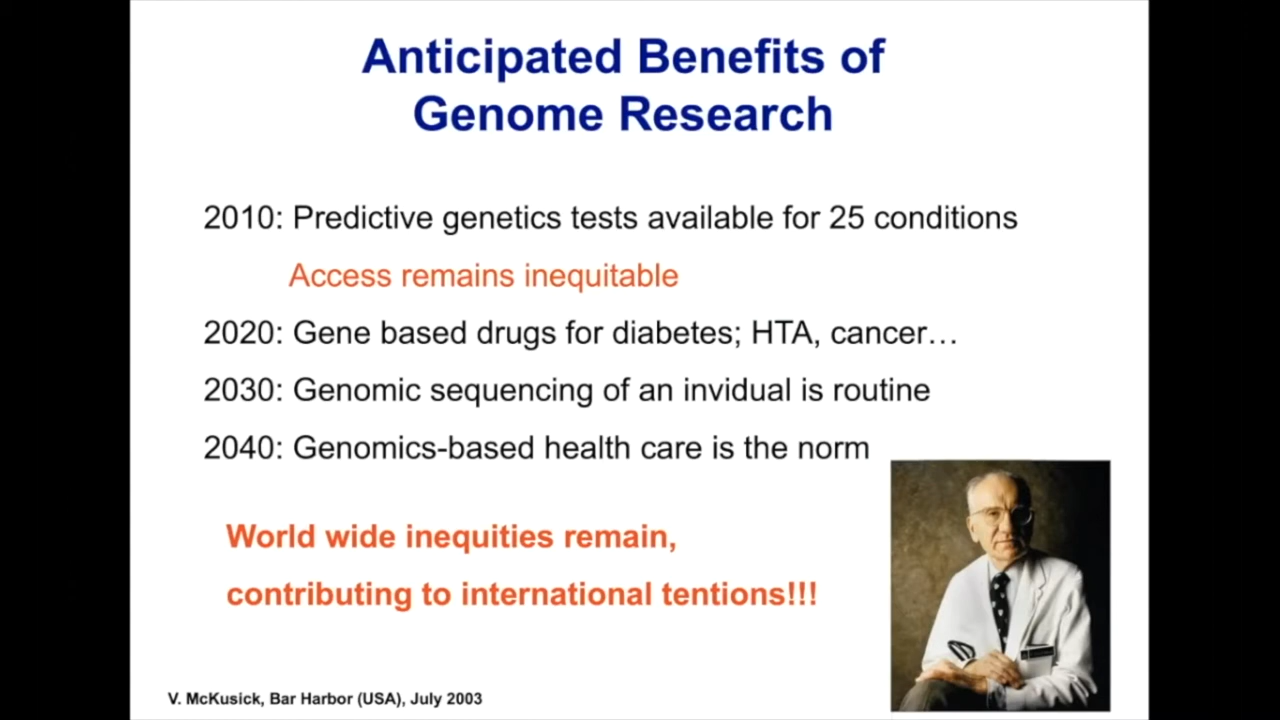 Anticipated Benefits of
Genome Research
2010: Predictive genetics tests available for 25 conditions
Access remains inequitable
2020: Gene based drugs for diabetes; HTA, cancer…
2030: Genomic sequencing of an invidual is routine
2040: Genomics-based health care is the norm
World wide inequities remain,
contributing to international tentions!!!
V. McKusick, Bar Harbor (USA), July 2003